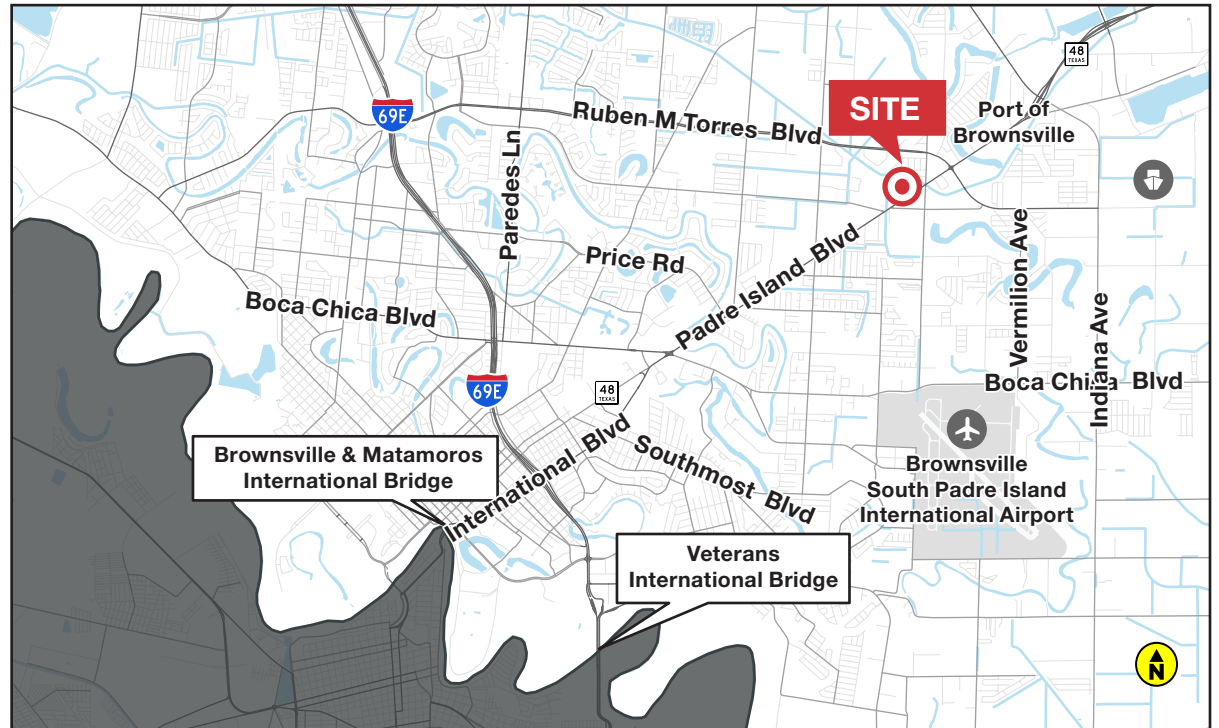 48
TEXAS
SITE
Port of
Brownsville
69E
Ruben M Torres Blvd
Paredes Ln
Price Rd
Padre Island Blvd
Vermilion Ave
Indiana Ave
Boca Chica Blvd
69E
48
TEXAS
Boca Chica Blvd
International Blvd
Southmost Blvd
Brownsville & Matamoros
International Bridge
Brownsville
South Padre Island
International Airport
Veterans
International Bridge
N